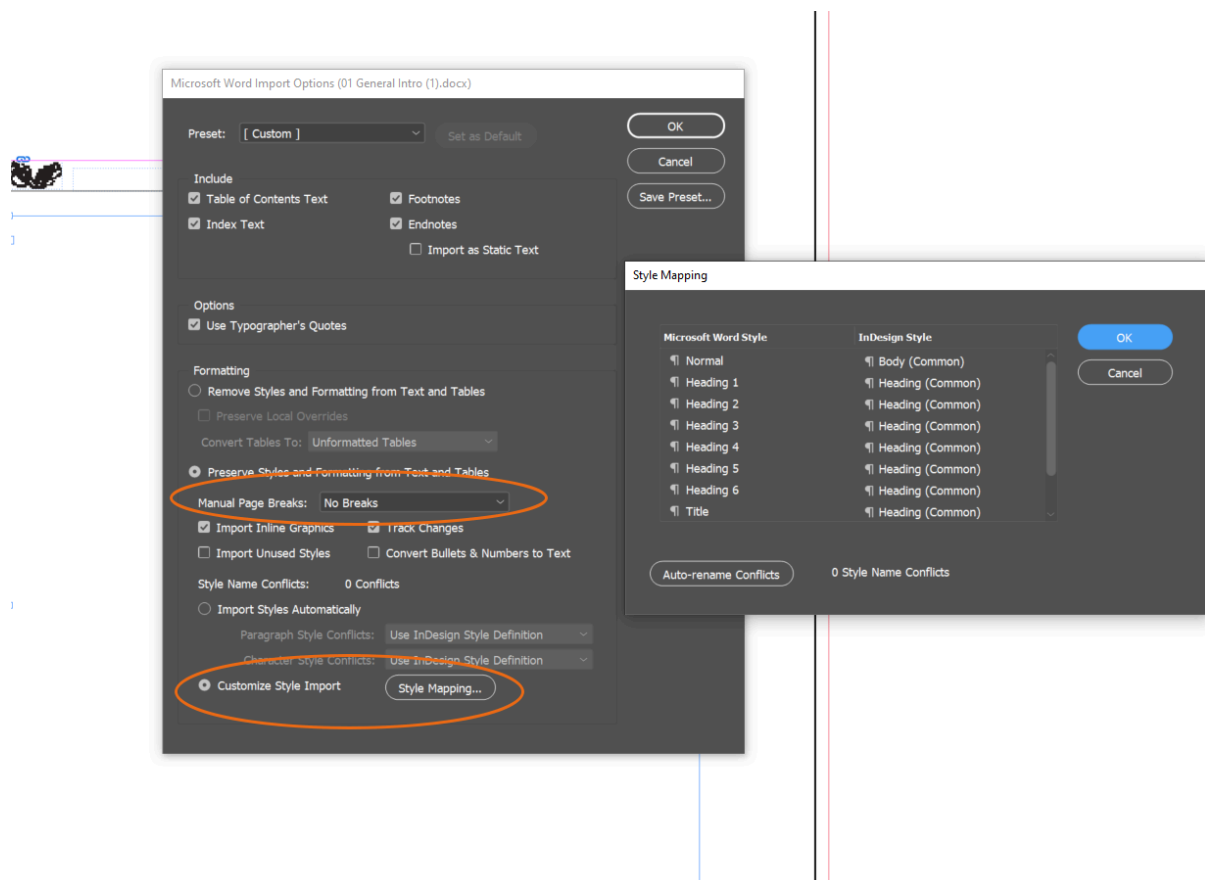 Microsoft Word Import Options (01 General Intro (1).docx)
Preset: [ Custom ] Set as Default
OK
Cancel
Save Preset...
Include
Table of Contents Text Footnotes
Index Text Endnotes
Import as Static Text
Options
Use Typographer's Quotes
Formatting
Remove Styles and Formatting from Text and Tables
Preserve Local Overrides
Convert Tables To: Unformatted Tables
Preserve Styles and Formatting from Text and Tables
Manual Page Breaks: No Breaks
Import Inline Graphics Track Changes
Import Unused Styles Convert Bullets & Numbers to Text
Style Name Conflicts: 0 Conflicts
Import Styles Automatically
Paragraph Style Conflicts: Use InDesign Style Definition
Character Style Conflicts: Use InDesign Style Definition
Customize Style Import Style Mapping...
Style Mapping
Microsoft Word Style InDesign Style
¶ Normal ¶ Body (Common)
¶ Heading 1 ¶ Heading (Common)
¶ Heading 2 ¶ Heading (Common)
¶ Heading 3 ¶ Heading (Common)
¶ Heading 4 ¶ Heading (Common)
¶ Heading 5 ¶ Heading (Common)
¶ Heading 6 ¶ Heading (Common)
¶ Title ¶ Heading (Common)
OK
Cancel
Auto-rename Conflicts 0 Style Name Conflicts